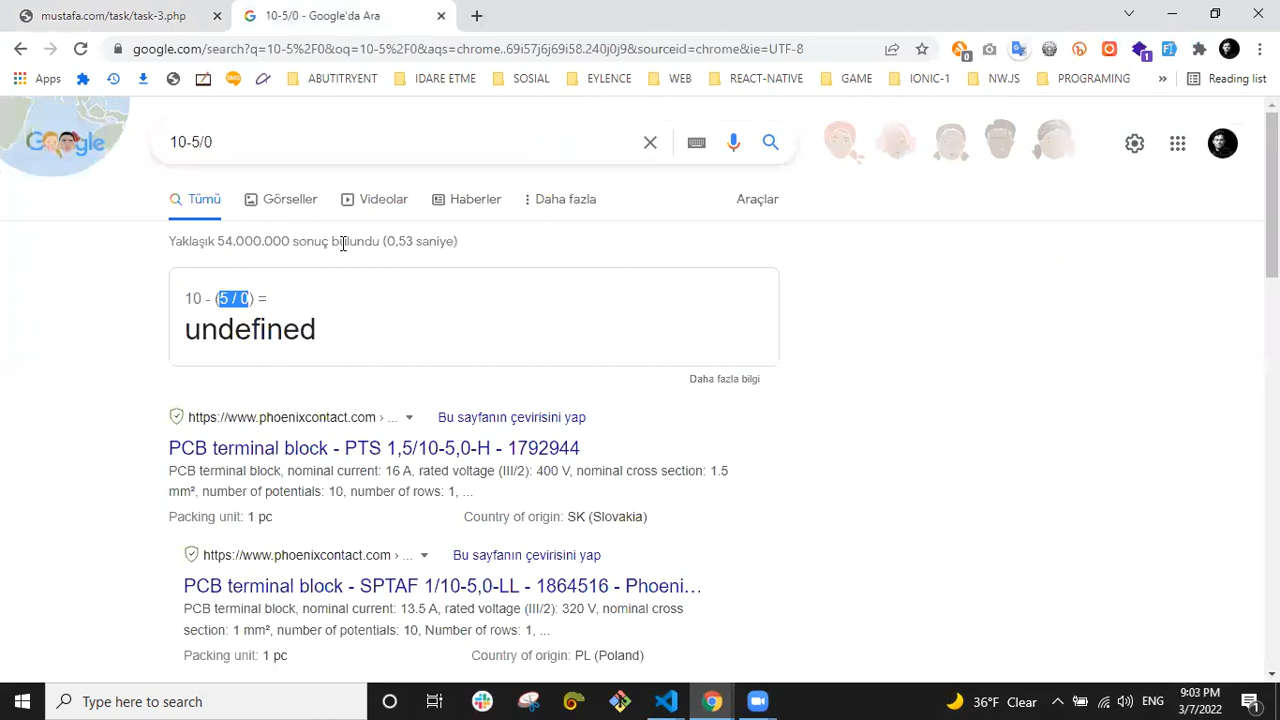 mustafa.com/task/task-3.php
10-5/0 - Google'da Ara
google.com/search?q=10-5%2F0&oq=10-5%2F0&aqs=chrome..69i57j6j69i58.240j0j9&sourceid=chrome&ie=UTF-8
Apps
ABUTITRYENT
IDARE ETME
SOSIAL
EYLENCE
WEB
REACT-NATIVE
GAME
IONIC-1
NW.JS
PROGRAMING
»
Reading list
Google
10-5/0
Tümü
Görseller
Videolar
Haberler
Daha fazla
Araçlar
Yaklaşık 54.000.000 sonuç bulundu (0,53 saniye)
10 - (5 / 0) =
undefined
Daha fazla bilgi
https://www.phoenixcontact.com › ...
Bu sayfanın çevirisini yap
PCB terminal block - PTS 1,5/10-5,0-H - 1792944
PCB terminal block, nominal current: 16 A, rated voltage (III/2): 400 V, nominal cross section: 1.5
mm², number of potentials: 10, number of rows: 1, ...
Packing unit: 1 pc
Country of origin: SK (Slovakia)
https://www.phoenixcontact.com › ...
Bu sayfanın çevirisini yap
PCB terminal block - SPTAF 1/10-5,0-LL - 1864516 - Phoeni...
PCB terminal block, nominal current: 13.5 A, rated voltage (III/2): 320 V, nominal cross
section: 1 mm², number of potentials: 10, Number of rows: 1, ...
Packing unit: 1 pc
Country of origin: PL (Poland)
Type here to search
36°F Clear
ENG
9:03 PM
3/7/2022